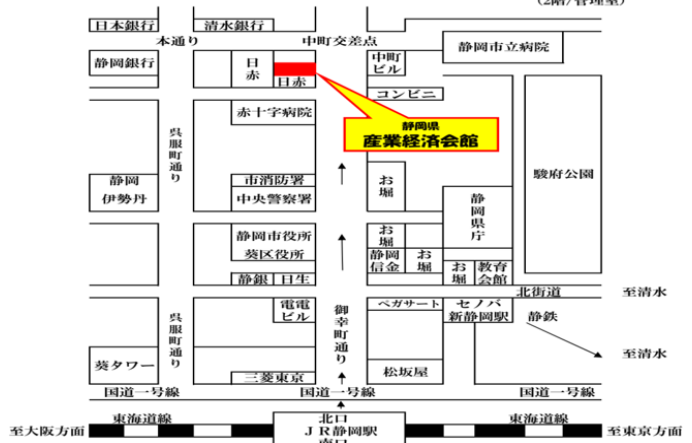 (2階/管理室)
日本銀行
清水銀行
本通り
中町交差点
静岡市立病院
静岡銀行
日赤
日赤
中町
ビル
コンビニ
静岡県
産業経済会館
赤十字病院
呉服町通り
駿府公園
静岡
伊勢丹
市消防署
中央警察署
お堀
静岡県庁
静岡市役所
葵区役所
お堀
静岡
信金
お堀
お堀
教育
会館
静銀
日生
北街道
至清水
電電
ビル
御幸町通り
ペガサート
セノバ
新静岡駅
静鉄
呉服町通り
至清水
葵タワー
三菱東京
松坂屋
国道一号線
国道一号線
国道一号線
東海道線
北口
東海道線
至大阪方面
JR静岡駅
至東京方面
南口